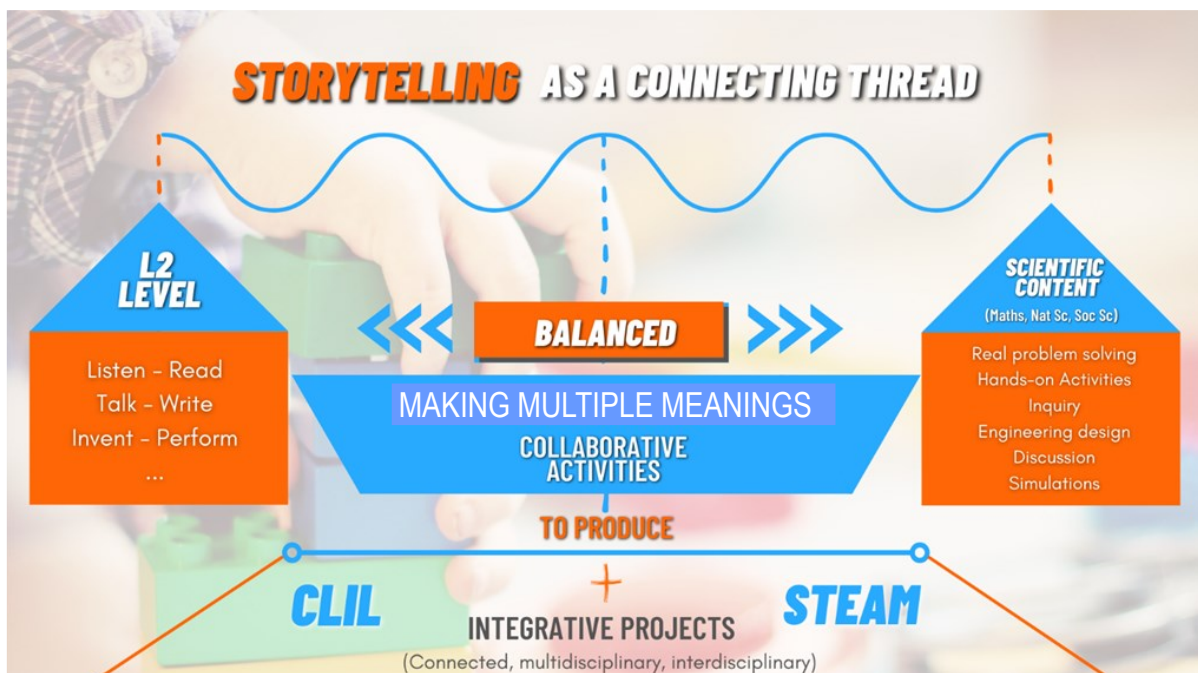 STORYTELLING AS A CONNECTING THREAD
L2
LEVEL
Listen - Read
Talk - Write
Invent - Perform
...
BALANCED
MAKING MULTIPLE MEANINGS
COLLABORATIVE
ACTIVITIES
SCIENTIFIC
CONTENT
(Maths, Nat Sc, Soc Sc)
Real problem solving
Hands-on Activities
Inquiry
Engineering design
Discussion
Simulations
TO PRODUCE
CLIL
+
STEAM
INTEGRATIVE PROJECTS
(Connected, multidisciplinary, interdisciplinary)